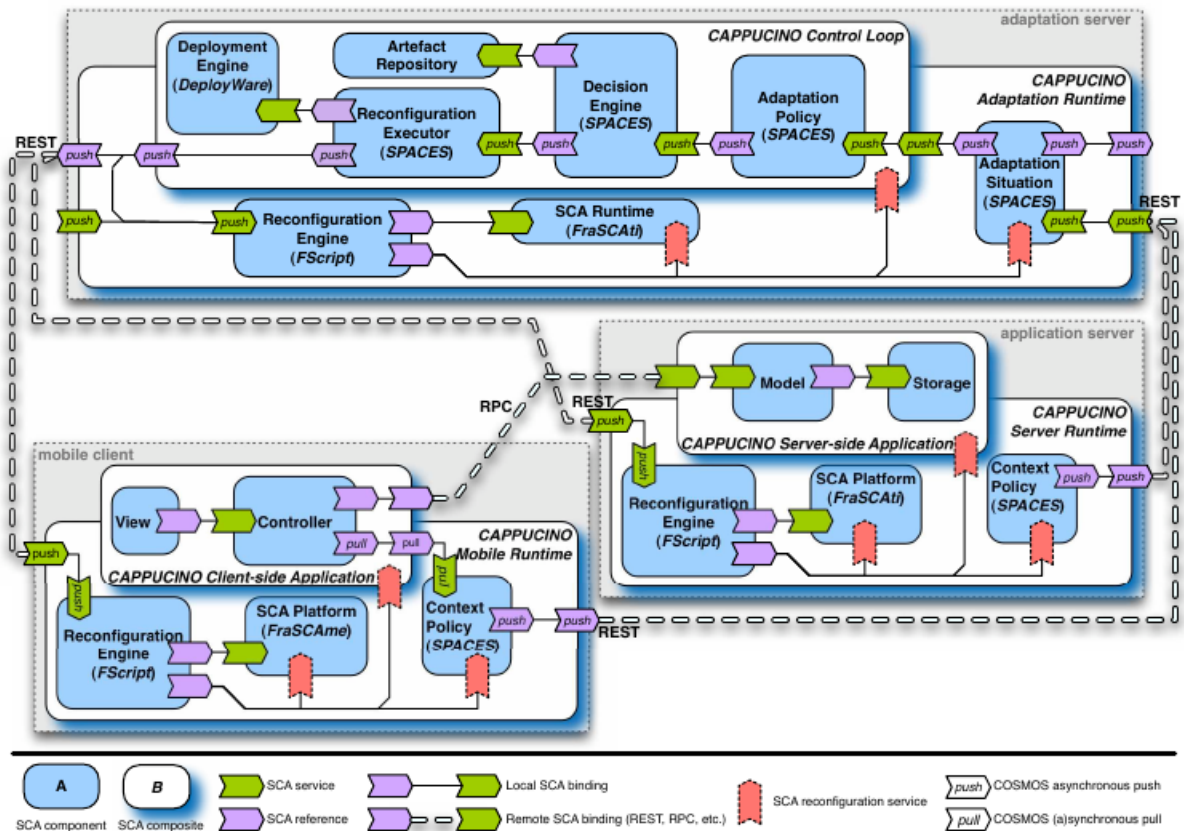 adaptation server
CAPPUCINO Control Loop
Deployment
Engine
(DeployWare)
Artefact
Repository
Decision
Engine
(SPACES)
Adaptation
Policy
(SPACES)
CAPPUCINO
Adaptation Runtime
Reconfiguration
Executor
(SPACES)
REST
push
push
push
push
push
push
push
push
push
push
push
push
Adaptation
Situation
(SPACES)
REST
push
push
Reconfiguration
Engine
(FScript)
SCA Runtime
(FraSCAti)
push
push
application server
Model
Storage
RPC
REST
push
CAPPUCINO
Server Runtime
CAPPUCINO Server-side Application
push
Reconfiguration
Engine
(FScript)
SCA Platform
(FraSCAti)
Context
Policy
(SPACES)
push
push
mobile client
View
Controller
pull
pull
CAPPUCINO
Mobile Runtime
push
CAPPUCINO Client-side Application
push
pul
Reconfiguration
Engine
(FScript)
SCA Platform
(FraSCAme)
Context
Policy
(SPACES)
push
push
REST
A
SCA component
B
SCA composite
SCA service
SCA reference
Local SCA binding
Remote SCA binding (REST, RPC, etc.)
SCA reconfiguration service
push
COSMOS asynchronous push
pull
COSMOS (a)synchronous pull